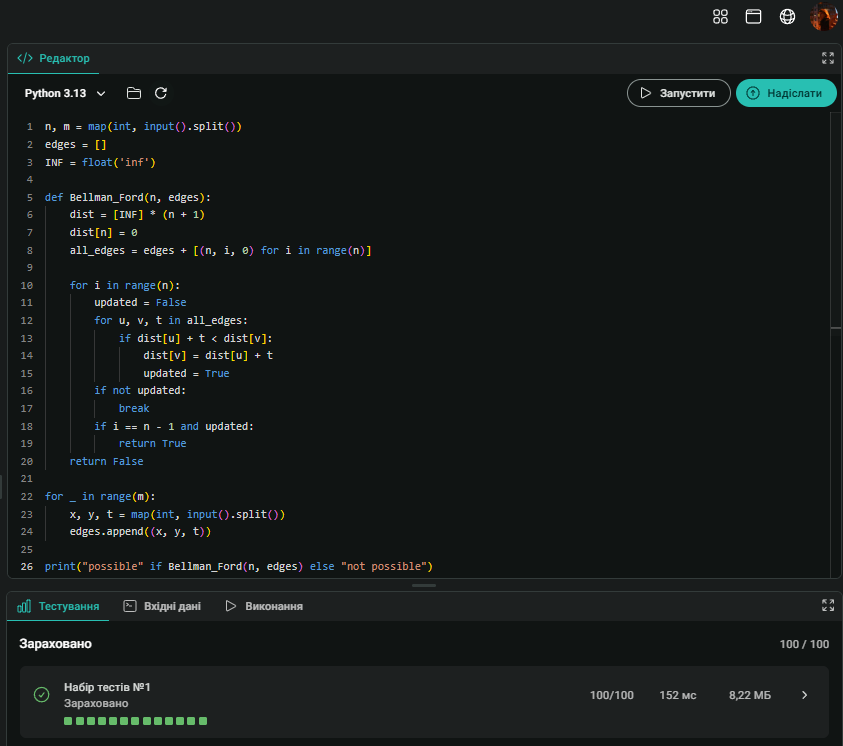 </> Редактор
Python 3.13
Запустити
Надіслати
1 n, m = map(int, input().split())
2 edges = []
3 INF = float('inf')
4
5 def Bellman_Ford(n, edges):
6     dist = [INF] * (n + 1)
7     dist[n] = 0
8     all_edges = edges + [(n, i, 0) for i in range(n)]
9
10     for i in range(n):
11         updated = False
12         for u, v, t in all_edges:
13             if dist[u] + t < dist[v]:
14                 dist[v] = dist[u] + t
15                 updated = True
16         if not updated:
17             break
18         if i == n - 1 and updated:
19             return True
20     return False
21
22 for _ in range(m):
23     x, y, t = map(int, input().split())
24     edges.append((x, y, t))
25
26 print("possible" if Bellman_Ford(n, edges) else "not possible")
Тестування
Вхідні дані
Виконання
Зараховано
100 / 100
Набір тестів №1
Зараховано
100/100
152 мс
8,22 МБ